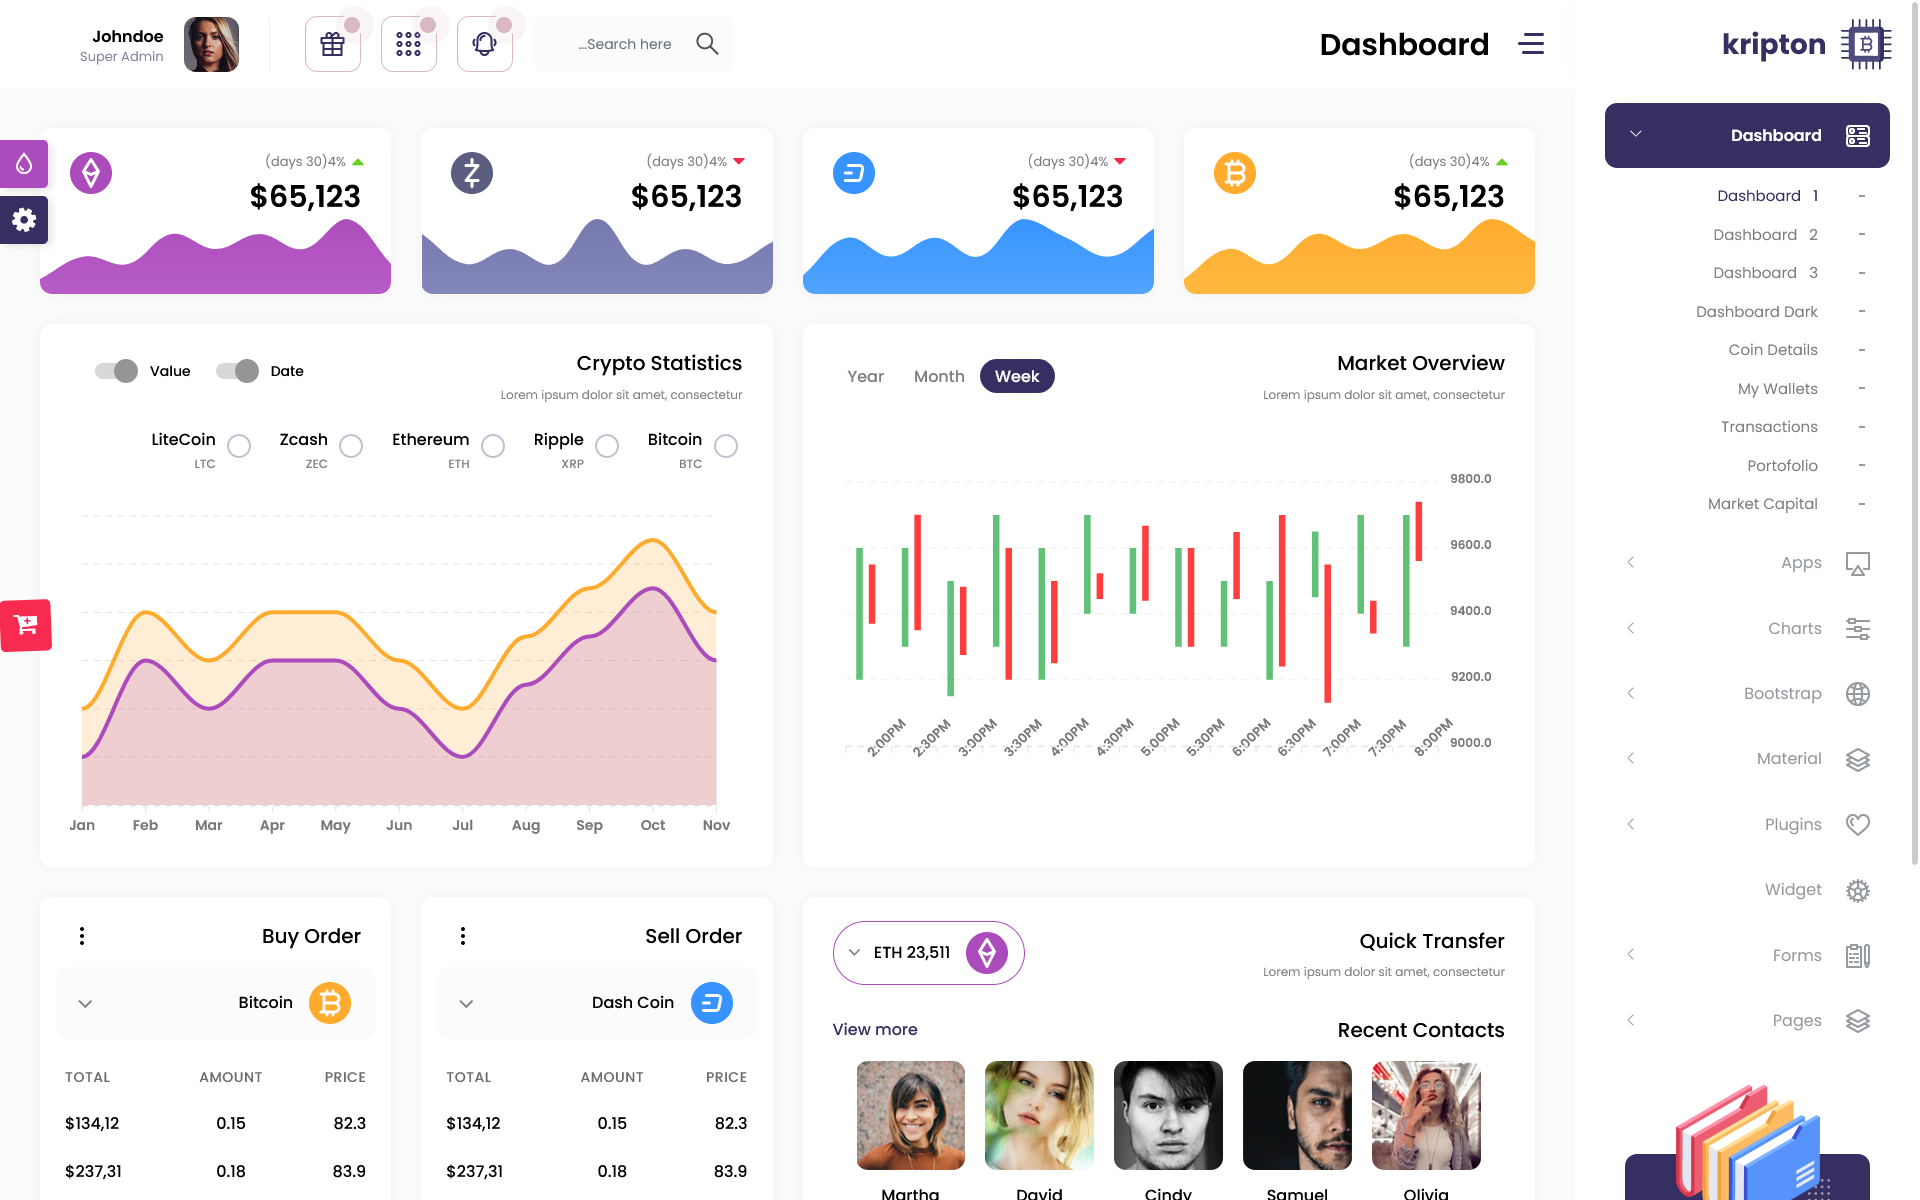 Johndoe
Super Admin
...Search here
Dashboard
kripton
(days 30)4%
$65,123
(days 30)4%
$65,123
(days 30)4%
$65,123
(days 30)4%
$65,123
Value
Date
Crypto Statistics
Lorem ipsum dolor sit amet, consectetur
LiteCoin
LTC
Zcash
ZEC
Ethereum
ETH
Ripple
XRP
Bitcoin
BTC
Jan Feb Mar Apr May Jun Jul Aug Sep Oct Nov
Year Month Week
Market Overview
Lorem ipsum dolor sit amet, consectetur
9800.0
9600.0
9400.0
9200.0
9000.0
2:00PM 2:30PM 3:00PM 3:30PM 4:00PM 4:30PM 5:00PM 5:30PM 6:00PM 6:30PM 7:00PM 7:30PM 8:00PM
Buy Order
Bitcoin
TOTAL AMOUNT PRICE
$134,12 0.15 82.3
$237,31 0.18 83.9
Sell Order
Dash Coin
TOTAL AMOUNT PRICE
$134,12 0.15 82.3
$237,31 0.18 83.9
ETH 23,511
Quick Transfer
Lorem ipsum dolor sit amet, consectetur
View more
Recent Contacts
Martha David Cindy Samuel Olivia
Dashboard
Dashboard 1 -
Dashboard 2 -
Dashboard 3 -
Dashboard Dark -
Coin Details -
My Wallets -
Transactions -
Portofolio -
Market Capital -
Apps
Charts
Bootstrap
Material
Plugins
Widget
Forms
Pages